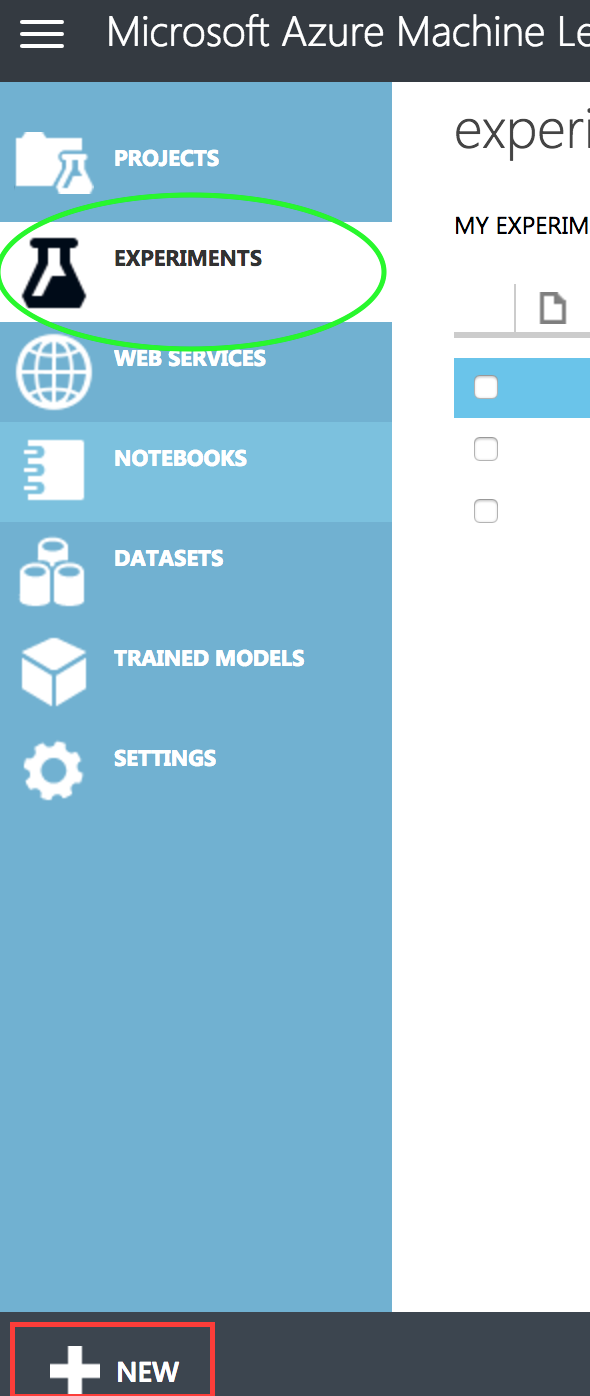 Microsoft Azure Machine Le
experi
PROJECTS
MY EXPERIM
EXPERIMENTS
WEB SERVICES
NOTEBOOKS
DATASETS
TRAINED MODELS
SETTINGS
NEW